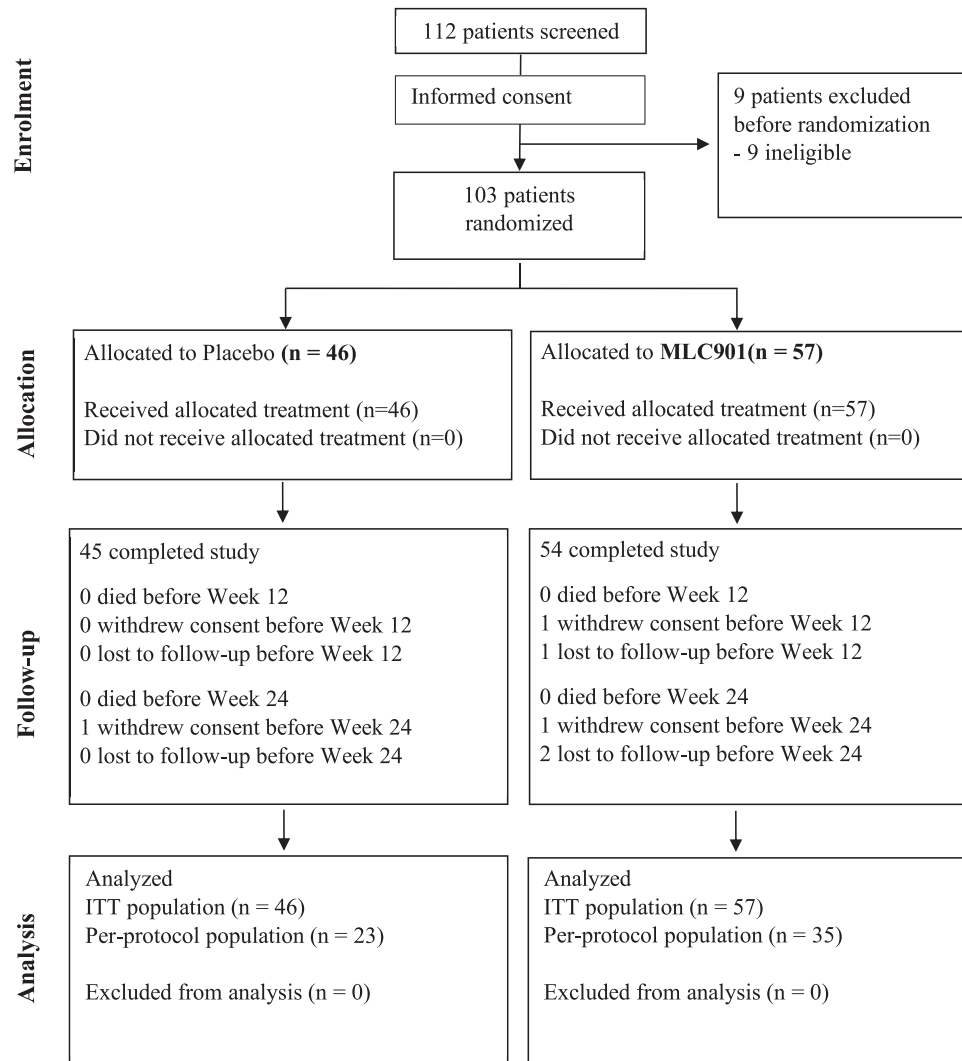 Enrolment
112 patients screened
Informed consent
9 patients excluded
before randomization
- 9 ineligible
103 patients
randomized
Allocation
Allocated to Placebo (n = 46)
Received allocated treatment (n=46)
Did not receive allocated treatment (n=0)
Allocated to MLC901(n = 57)
Received allocated treatment (n=57)
Did not receive allocated treatment (n=0)
Follow-up
45 completed study
0 died before Week 12
0 withdrew consent before Week 12
0 lost to follow-up before Week 12
0 died before Week 24
1 withdrew consent before Week 24
0 lost to follow-up before Week 24
54 completed study
0 died before Week 12
1 withdrew consent before Week 12
1 lost to follow-up before Week 12
0 died before Week 24
1 withdrew consent before Week 24
2 lost to follow-up before Week 24
Analysis
Analyzed
ITT population (n = 46)
Per-protocol population (n = 23)
Excluded from analysis (n = 0)
Analyzed
ITT population (n = 57)
Per-protocol population (n = 35)
Excluded from analysis (n = 0)